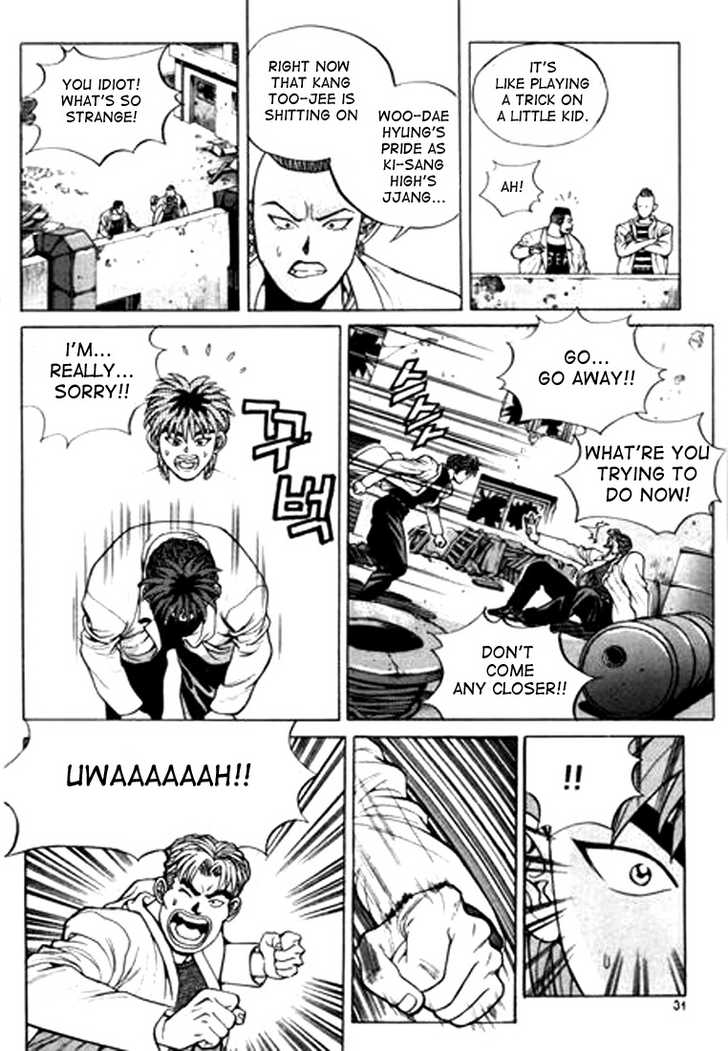 YOU IDIOT!
WHAT'S SO
STRANGE!
RIGHT NOW
THAT KANG
TOO-JEE IS
SHITTING ON
WOO-DAE
HYUNG'S
PRIDE AS
KI-SANG
HIGH'S
JJANG...
IT'S
LIKE PLAYING
A TRICK ON
A LITTLE KID.
AH!
I'M...
REALLY...
SORRY!!
꾸벅
GO...
GO AWAY!!
WHAT'RE YOU
TRYING TO
DO NOW!
DON'T
COME
ANY CLOSER!!
UWAAAAAAH!!
!!
31